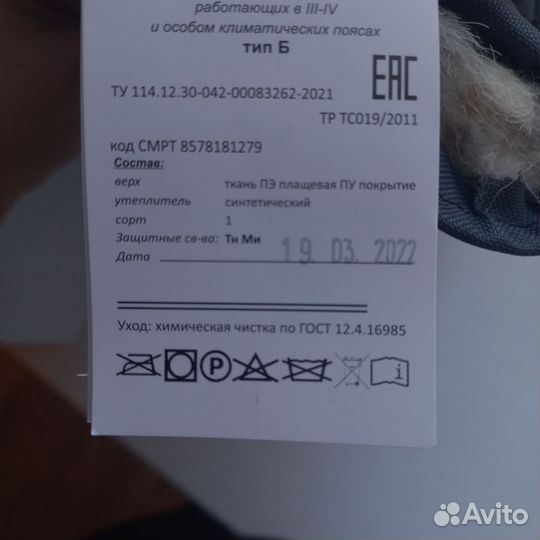 работающих в III-IV
и особом климатических поясах
тип Б
ТУ 114.12.30-042-00083262-2021
EAC
ТР ТС019/2011
код СМРТ 8578181279
Состав:
верх ткань ПЭ плащевая ПУ покрытие
утеплитель синтетический
сорт 1
Защитные св-ва: Тн Ми
Дата 19. 03. 2022
Уход: химическая чистка по ГОСТ 12.4.16985
P
i
Avito